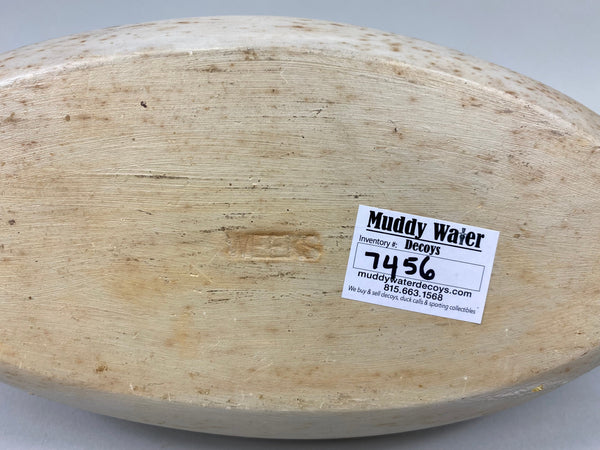 Muddy Water
Inventory #: Decoys
7456
muddywaterdecoys.com
815.663.1568
We buy & sell decoys, duck calls & sporting collectibles